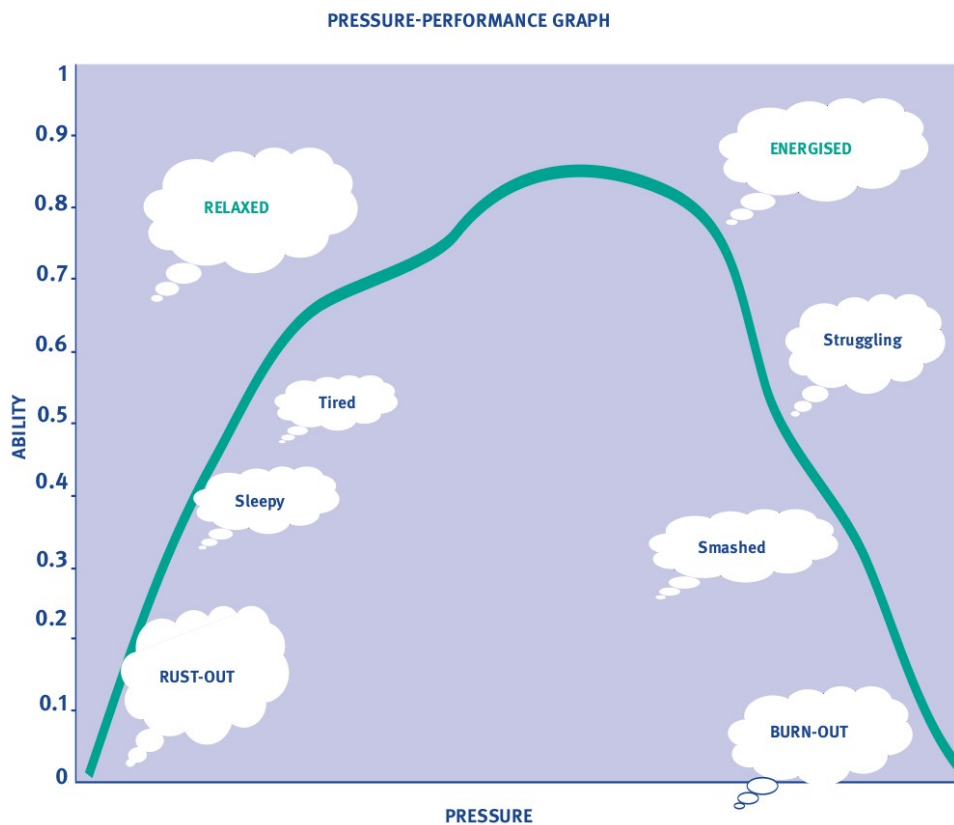 PRESSURE-PERFORMANCE GRAPH
1
0.9
ENERGISED
0.8
RELAXED
0.7
0.6
Struggling
Tired
0.5
ABILITY
0.4
Sleepy
Smashed
0.3
0.2
RUST-OUT
0.1
BURN-OUT
0
PRESSURE